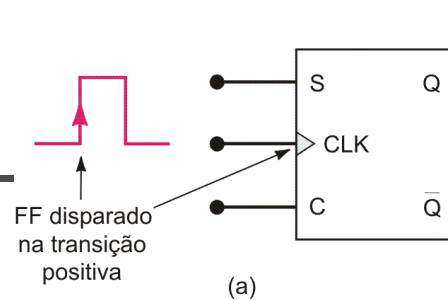 S Q
CLK
C Q̅
FF disparado
na transição
positiva
(a)